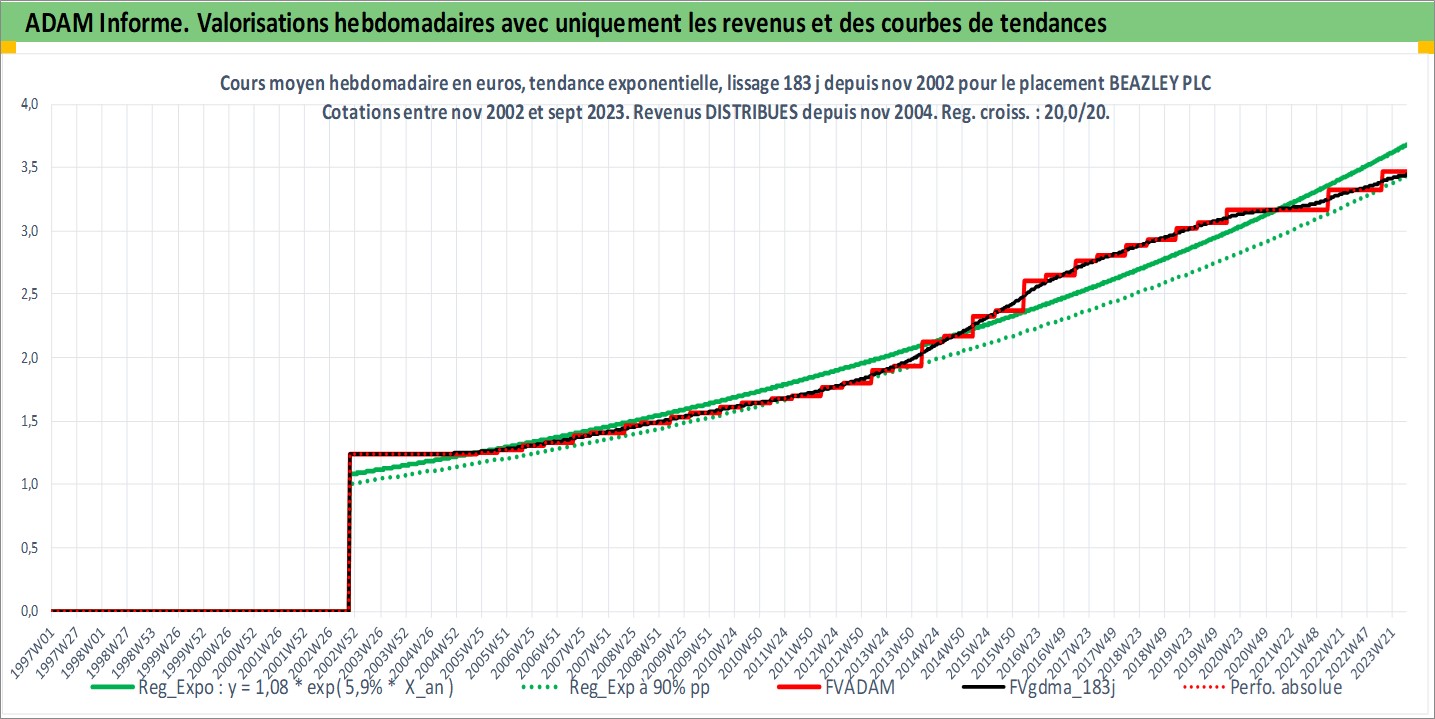 ADAM Informe. Valorisations hebdomadaires avec uniquement les revenus et des courbes de tendances
Cours moyen hebdomadaire en euros, tendance exponentielle, lissage 183 j depuis nov 2002 pour le placement BEAZLEY PLC
Cotations entre nov 2002 et sept 2023. Revenus DISTRIBUES depuis nov 2004. Reg. croiss. : 20,0/20.
4,0
3,5
3,0
2,5
2,0
1,5
1,0
0,5
0,0
1997W01 1997W27 1998W01 1998W27 1998W53 1999W26 1999W52 2000W26 2000W52 2001W26 2001W52 2002W26 2002W52 2003W26 2003W52 2004W26 2004W52 2005W25 2005W51 2006W25 2006W51 2007W25 2007W51 2008W25 2008W51 2009W25 2009W51 2010W24 2010W50 2011W24 2011W50 2012W24 2012W50 2013W24 2013W50 2014W24 2014W50 2015W24 2015W50 2016W23 2016W49 2017W23 2017W49 2018W23 2018W49 2019W23 2019W49 2020W23 2020W49 2021W22 2021W48 2022W21 2022W47 2023W21
Reg_Expo : y = 1,08 * exp( 5,9% * X_an ) Reg_Exp à 90% pp FVADAM FVgdma_183j Perfo. absolue